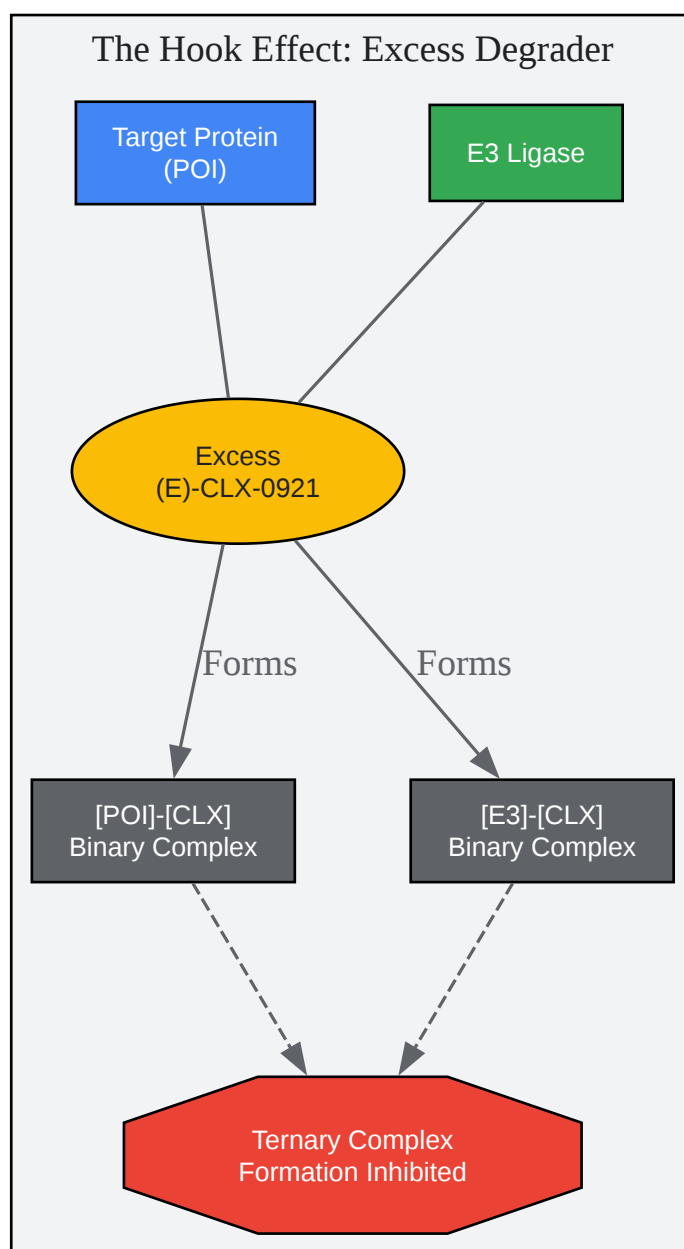 The Hook Effect: Excess Degrader
Target Protein
(POI)
E3 Ligase
Excess
(E)-CLX-0921
Forms
Forms
[POI]-[CLX]
Binary Complex
[E3]-[CLX]
Binary Complex
Ternary Complex
Formation Inhibited